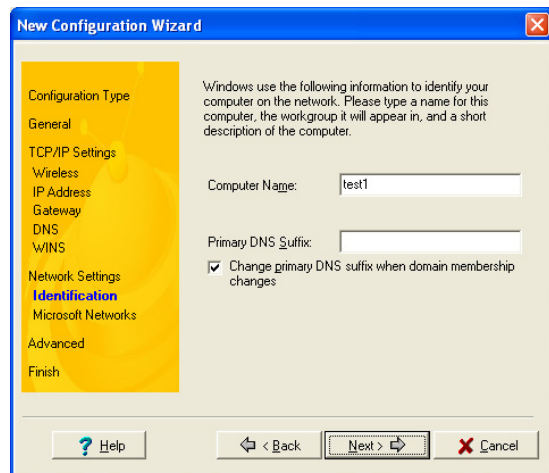 New Configuration Wizard
Configuration Type
General
TCP/IP Settings
Wireless
IP Address
Gateway
DNS
WINS
Network Settings
Identification
Microsoft Networks
Advanced
Finish
Windows use the following information to identify your
computer on the network. Please type a name for this
computer, the workgroup it will appear in, and a short
description of the computer.
Computer Name: test1
Primary DNS Suffix:
Change primary DNS suffix when domain membership
changes
? Help
< Back
Next >
Cancel